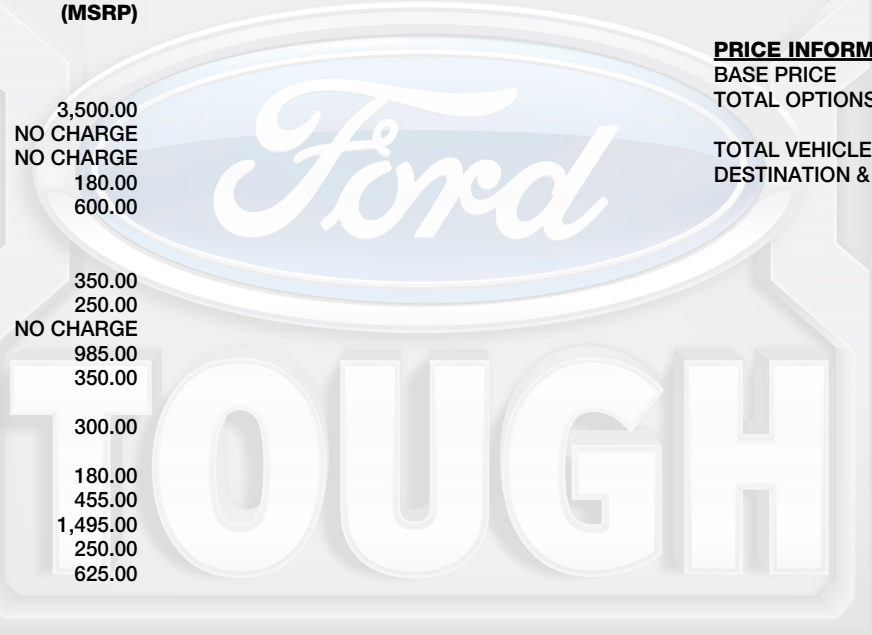 (MSRP)
3,500.00
NO CHARGE
NO CHARGE
180.00
600.00
350.00
250.00
NO CHARGE
985.00
350.00
300.00
180.00
455.00
1,495.00
250.00
625.00
PRICE INFORM
BASE PRICE
TOTAL OPTIONS
TOTAL VEHICLE
DESTINATION &
Ford
TOUGH